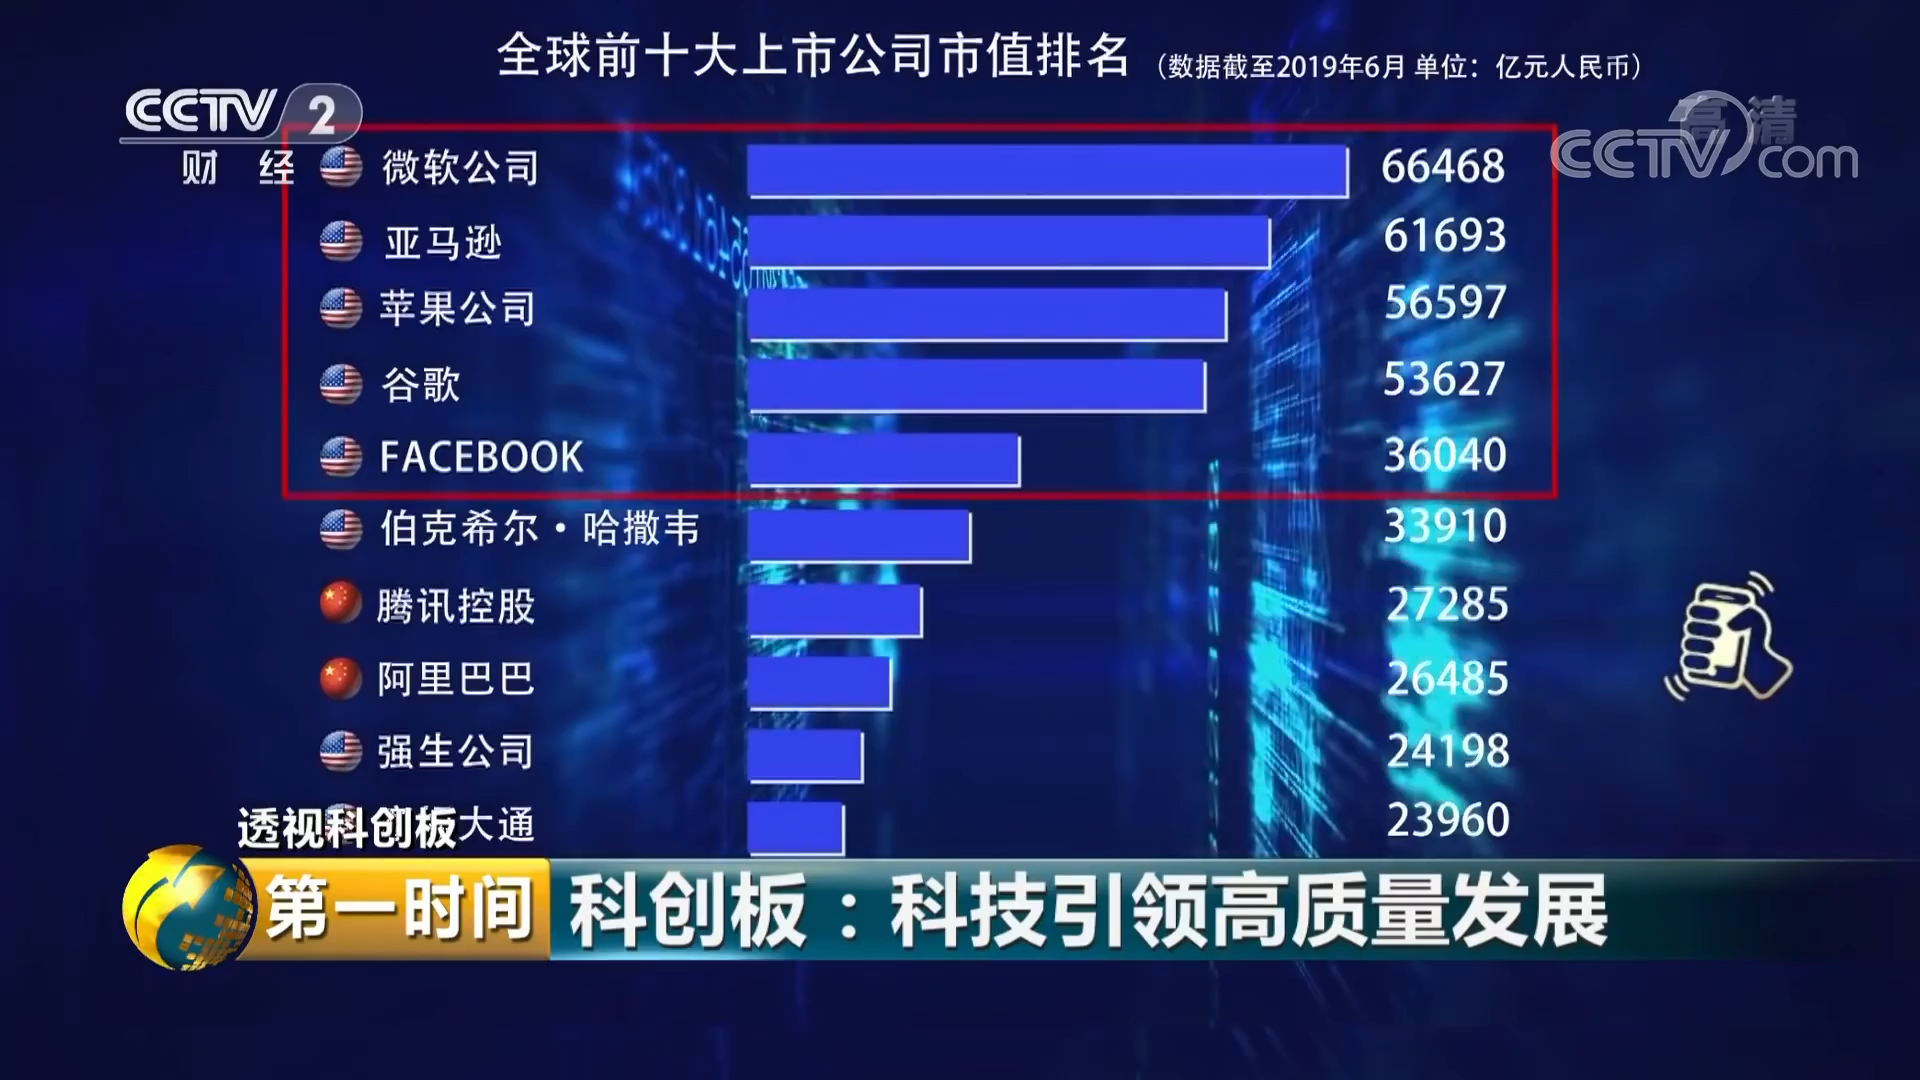 全球前十大上市公司市值排名 (数据截至2019年6月 单位：亿元人民币)
CCTV 2
财 经
高清
CCTV.com
微软公司 66468
亚马逊 61693
苹果公司 56597
谷歌 53627
FACEBOOK 36040
伯克希尔·哈撒韦 33910
腾讯控股 27285
阿里巴巴 26485
强生公司 24198
大通 23960
透视科创板
第一时间
科创板：科技引领高质量发展